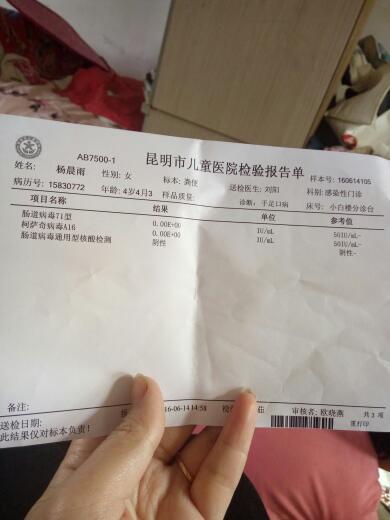 AB7500-1 昆明市儿童医院检验报告单
姓名: 杨晨雨 性别: 女 标本: 粪便 送检医生: 刘阳 样本号: 160614105
病历号: 15830772 年龄: 4岁4月3 样品质量: 诊断: 手足口病 科别: 感染性门诊
床号: 小白楼分诊台
项目名称 结果 单位 参考值
肠道病毒71型 0.00E+00 IU/mL 50IU/mL-
柯萨奇病毒A16 0.00E+00 IU/mL 50IU/mL-
肠道病毒通用型核酸检测 阴性 阴性-
备注:
送检日期: 16-06-14 14:58 审核者: 欧晓燕 共 3 项
此结果仅对标本负责! 重打印